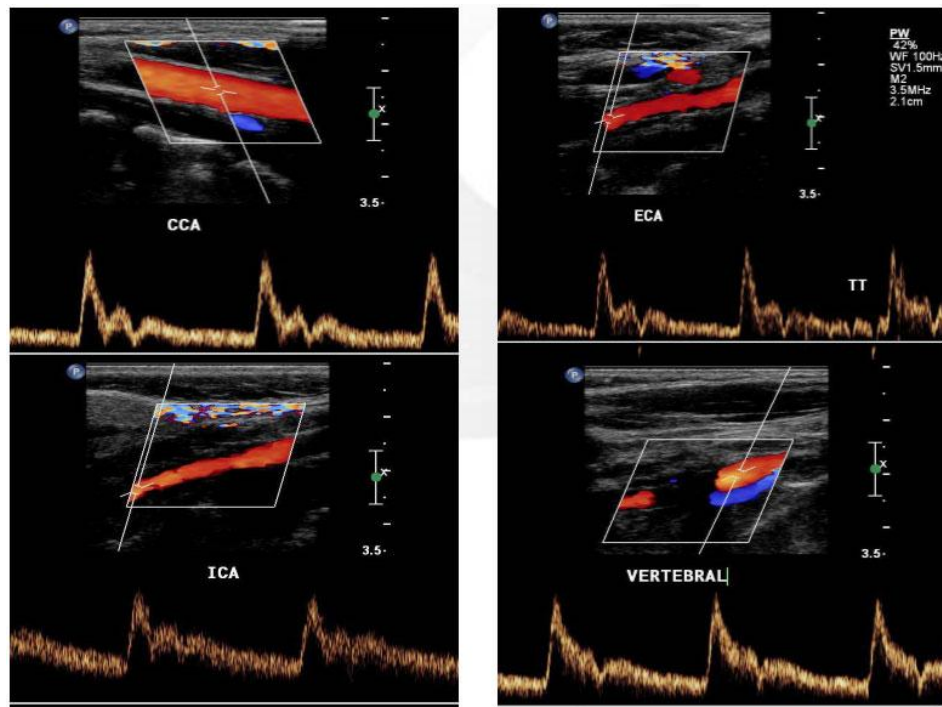 P
X
3.5
CCA
P
PW
42%
WF 100Hz
SV1.5mm
M2
3.5MHz
2.1cm
X
3.5
ECA
TT
P
X
3.5
ICA
P
X
3.5
VERTEBRAL